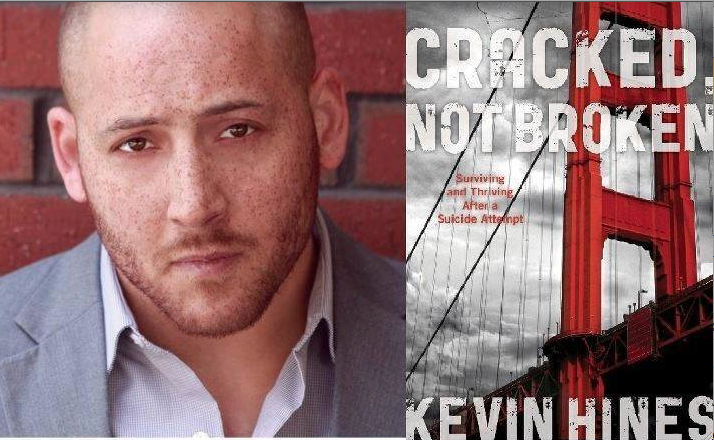 CRACKED,
NOT BROKEN
Surviving
and Thriving
After a
Suicide Attempt
KEVIN HINES